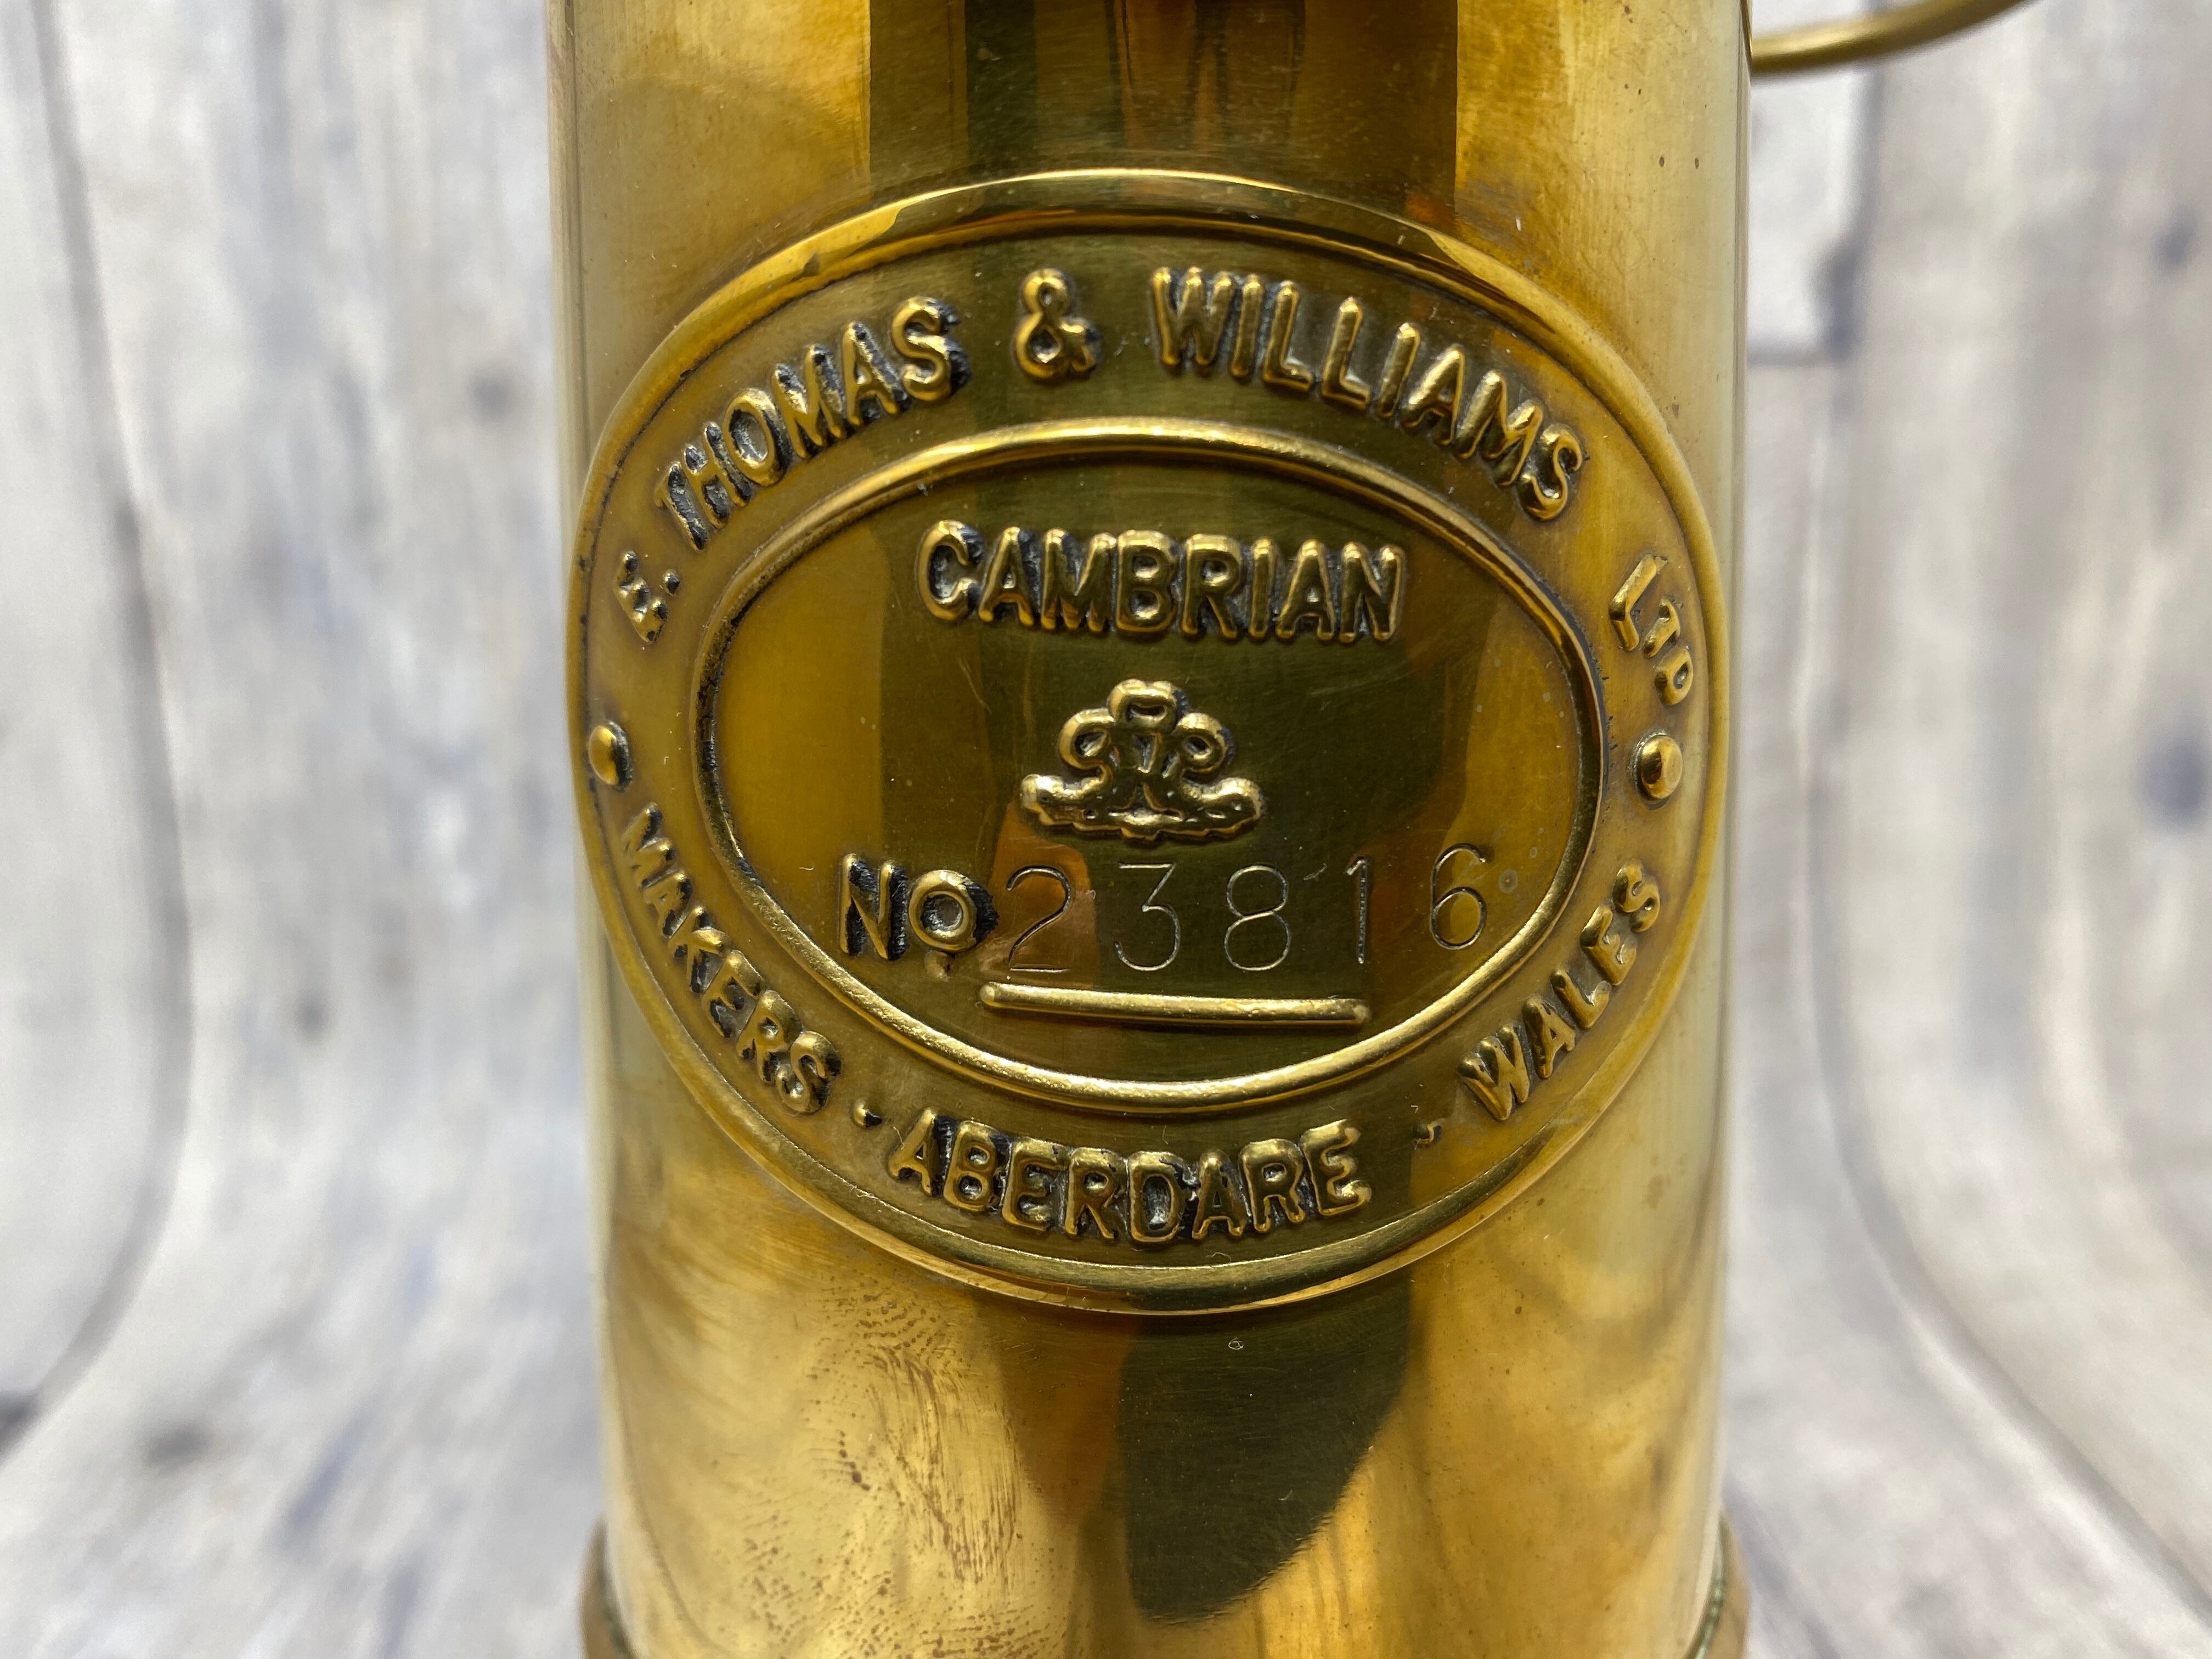 E. THOMAS & WILLIAMS LTD
CAMBRIAN
No 23816
MAKERS · ABERDARE · WALES